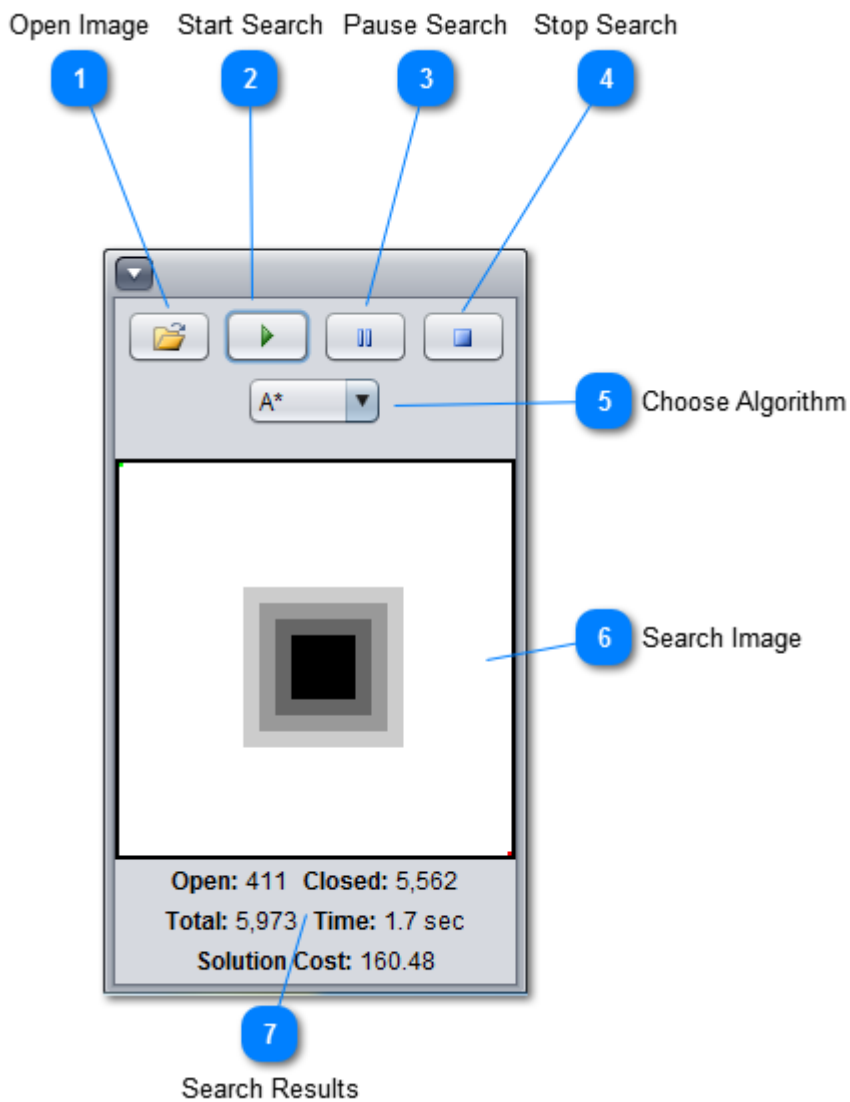 Open Image Start Search Pause Search Stop Search
1 2 3 4
A*
5 Choose Algorithm
6 Search Image
Open: 411 Closed: 5,562
Total: 5,973 Time: 1.7 sec
Solution Cost: 160.48
7
Search Results